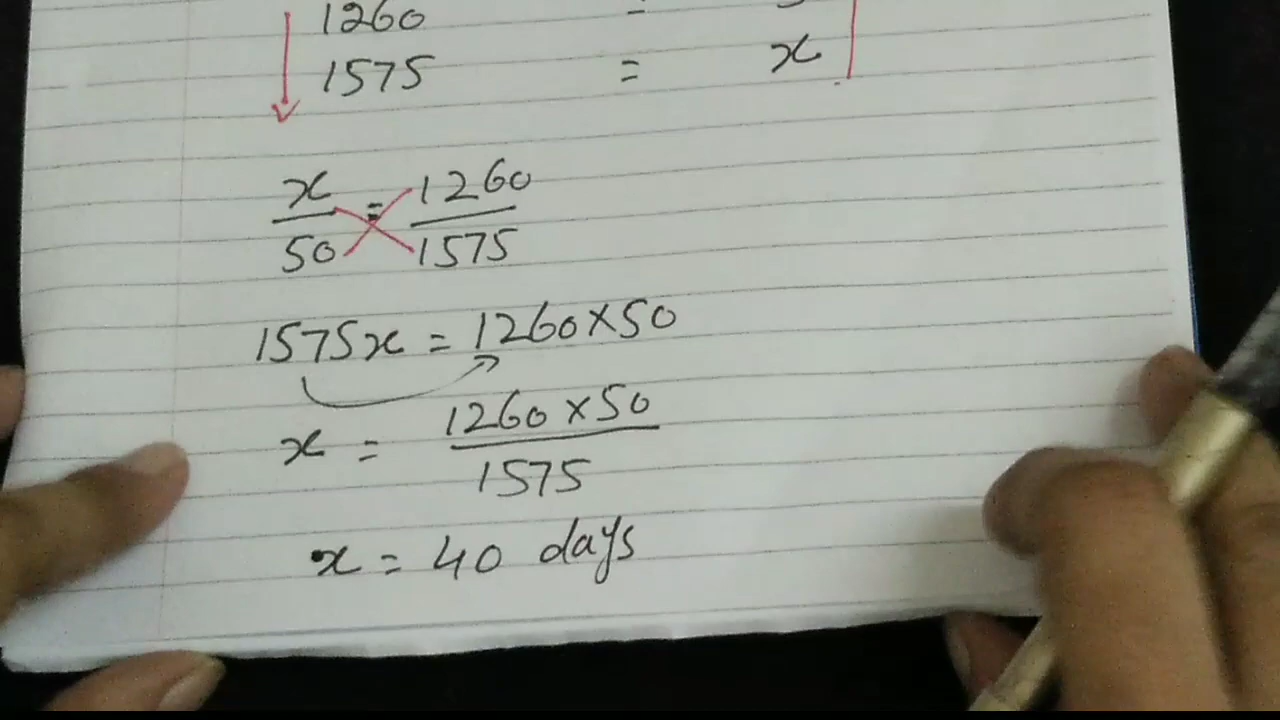 1260 =
1575 = x
x/50 = 1260/1575
1575x = 1260×50
x = 1260×50/1575
x = 40 days